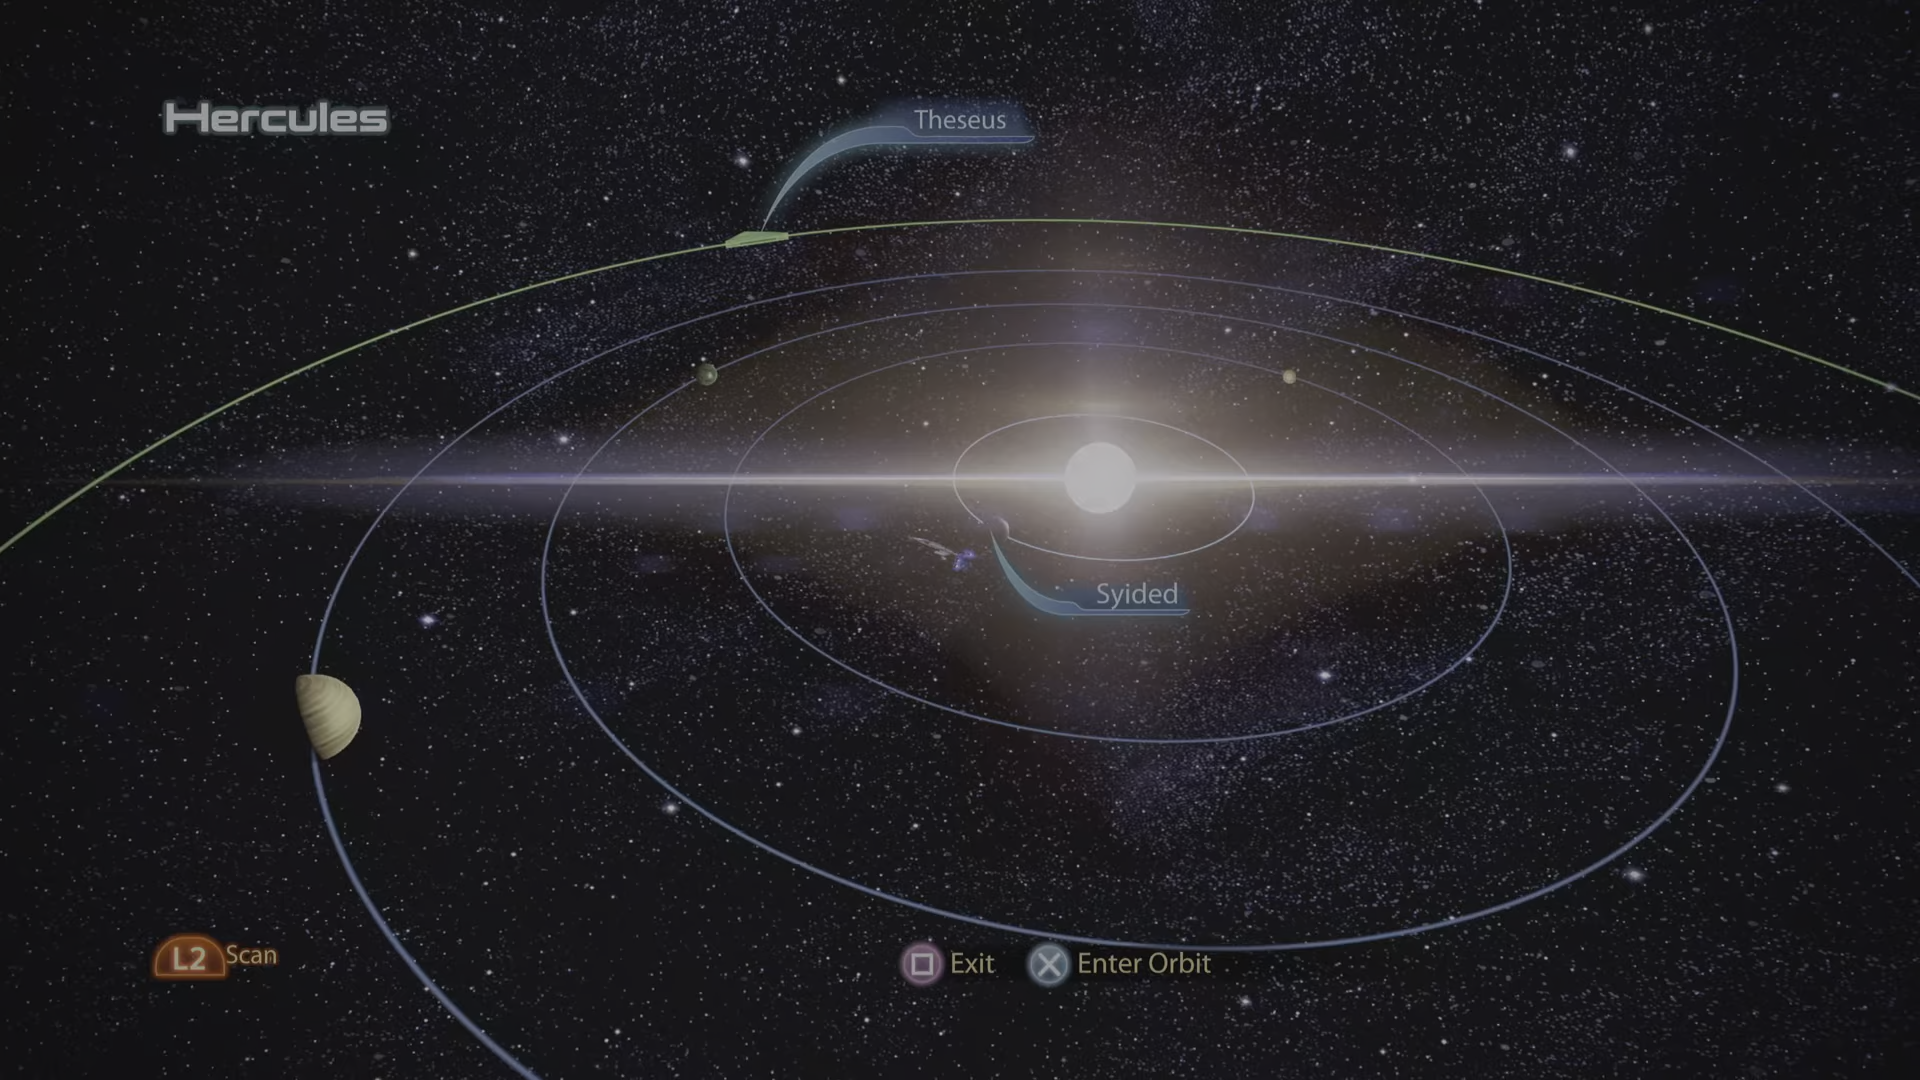 Hercules
Theseus
Syided
L2 Scan
Exit
Enter Orbit